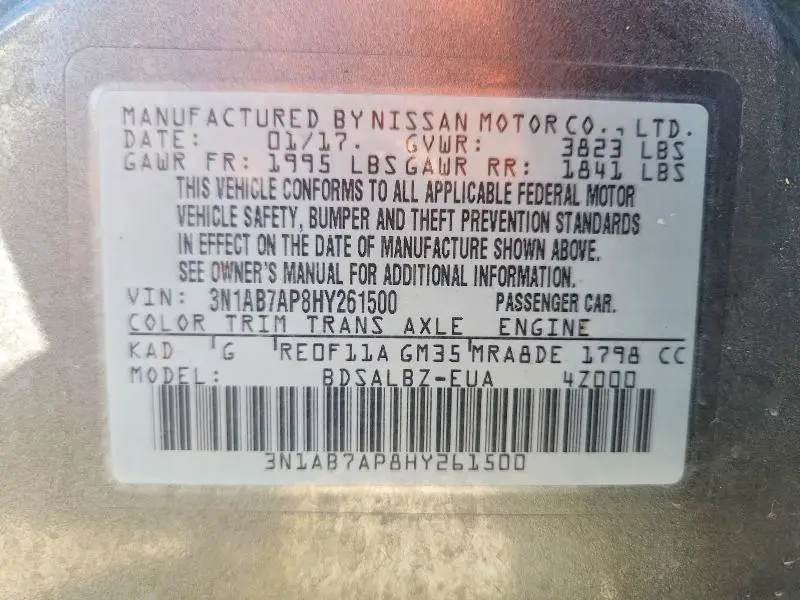 MANUFACTURED BY NISSAN MOTOR CO., LTD.
DATE: 01/17. GVWR: 3823 LBS
GAWR FR: 1995 LBS GAWR RR: 1841 LBS
THIS VEHICLE CONFORMS TO ALL APPLICABLE FEDERAL MOTOR
VEHICLE SAFETY, BUMPER AND THEFT PREVENTION STANDARDS
IN EFFECT ON THE DATE OF MANUFACTURE SHOWN ABOVE.
SEE OWNER'S MANUAL FOR ADDITIONAL INFORMATION.
VIN: 3N1AB7AP8HY261500 PASSENGER CAR.
COLOR TRIM TRANS AXLE ENGINE
KAD G RE0F11A GM35 MRA8DE 1798 CC
MODEL: BDSALBZ-EUA 4Z000
3N1AB7AP8HY261500